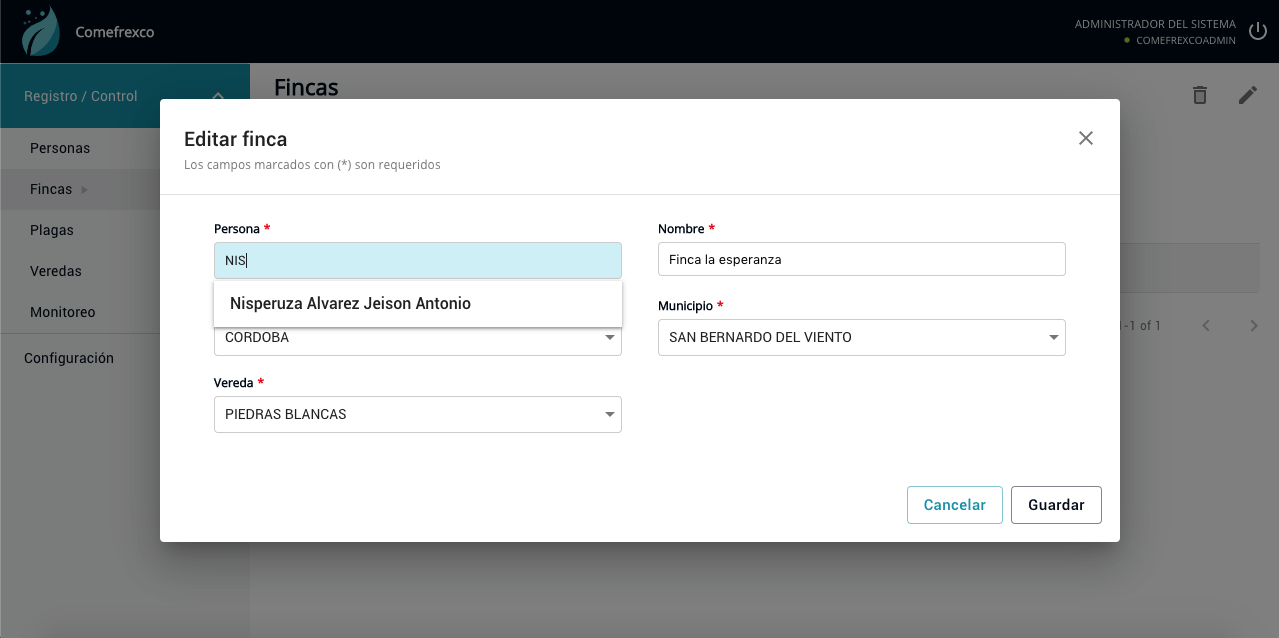 Comefrexco
ADMINISTRADOR DEL SISTEMA
COMEFREXCOADMIN
Registro / Control
Personas
Fincas
Plagas
Veredas
Monitoreo
Configuración
Fincas
Editar finca
Los campos marcados con (*) son requeridos
Persona *
NIS
Nisperuza Alvarez Jeison Antonio
Nombre *
Finca la esperanza
CORDOBA
Municipio *
SAN BERNARDO DEL VIENTO
Vereda *
PIEDRAS BLANCAS
Cancelar
Guardar
-1 of 1